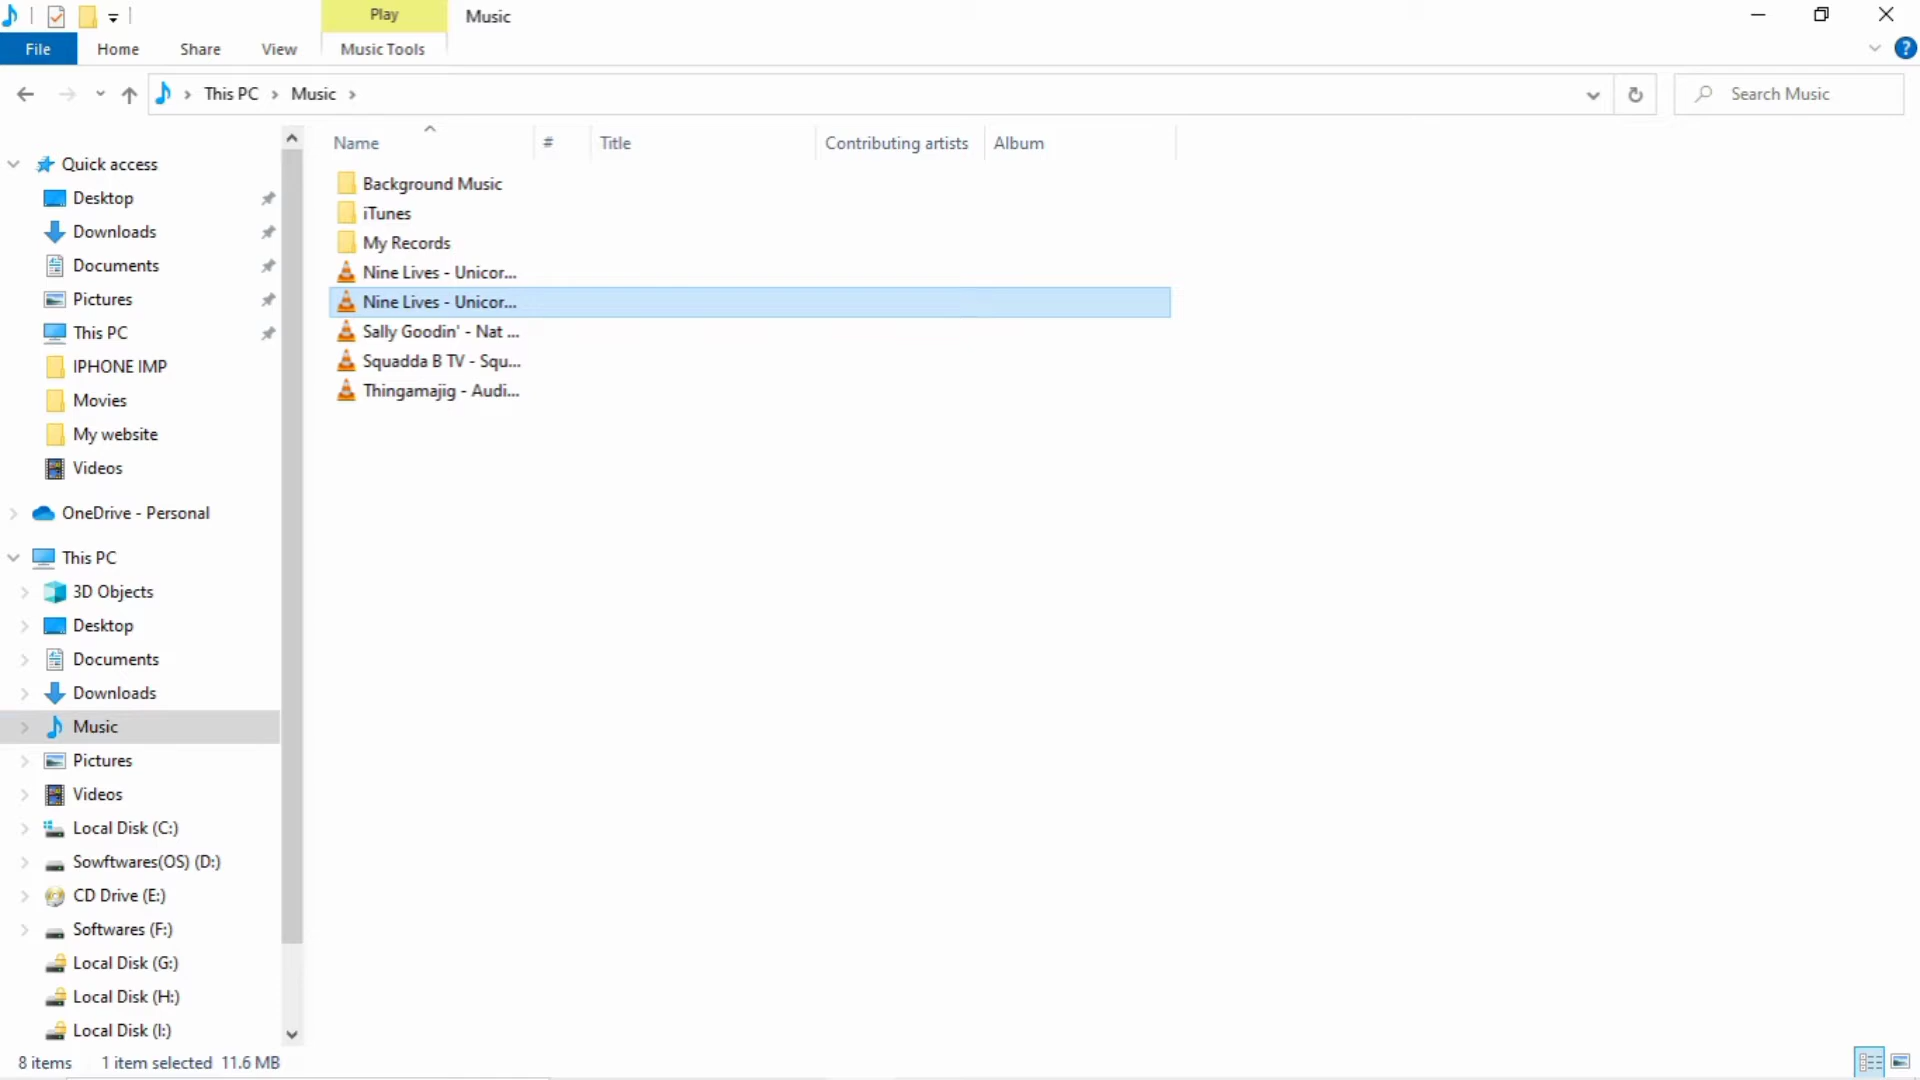 Play
Music
File
Home
Share
View
Music Tools
?
This PC
Music
Search Music
Name
#
Title
Contributing artists
Album
Quick access
Desktop
Downloads
Documents
Pictures
This PC
IPHONE IMP
Movies
My website
Videos
OneDrive - Personal
This PC
3D Objects
Desktop
Documents
Downloads
Music
Pictures
Videos
Local Disk (C:)
Sowftwares(OS) (D:)
CD Drive (E:)
Softwares (F:)
Local Disk (G:)
Local Disk (H:)
Local Disk (I:)
Background Music
iTunes
My Records
Nine Lives - Unicor...
Nine Lives - Unicor...
Sally Goodin' - Nat ...
Squadda B TV - Squ...
Thingamajig - Audi...
8 items
1 item selected 11.6 MB